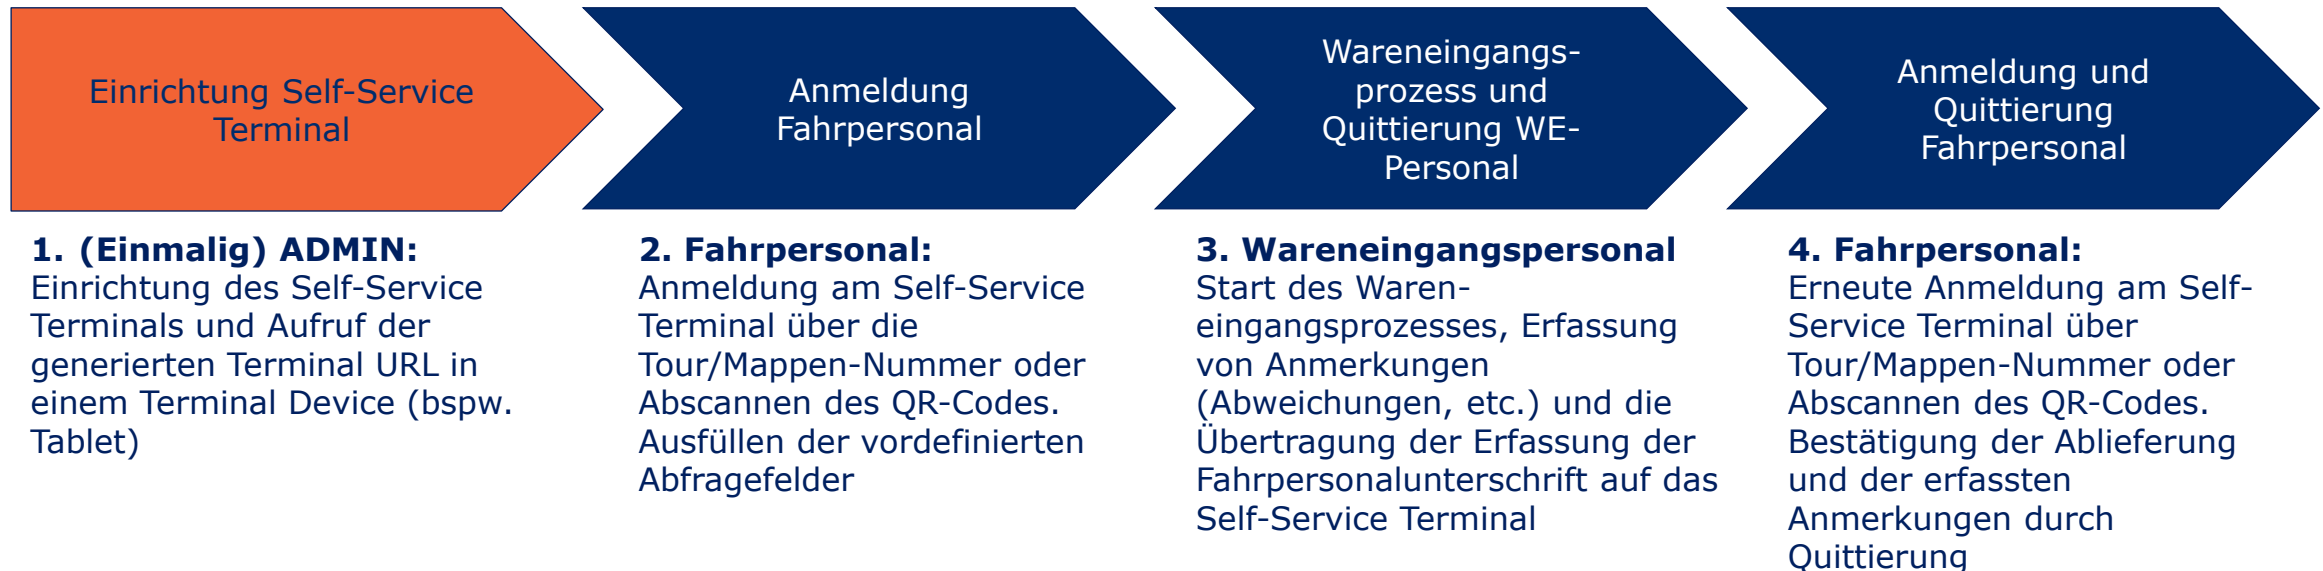 Einrichtung Self-Service
Terminal
Anmeldung
Fahrpersonal
Wareneingangs-
prozess und
Quittierung WE-
Personal
Anmeldung und
Quittierung
Fahrpersonal
1. (Einmalig) ADMIN:
Einrichtung des Self-Service
Terminals und Aufruf der
generierten Terminal URL in
einem Terminal Device (bspw.
Tablet)
2. Fahrpersonal:
Anmeldung am Self-Service
Terminal über die
Tour/Mappen-Nummer oder
Abscannen des QR-Codes.
Ausfüllen der vordefinierten
Abfragefelder
3. Wareneingangspersonal
Start des Waren-
eingangsprozesses, Erfassung
von Anmerkungen
(Abweichungen, etc.) und die
Übertragung der Erfassung der
Fahrpersonalunterschrift auf das
Self-Service Terminal
4. Fahrpersonal:
Erneute Anmeldung am Self-
Service Terminal über
Tour/Mappen-Nummer oder
Abscannen des QR-Codes.
Bestätigung der Ablieferung
und der erfassten
Anmerkungen durch
Quittierung